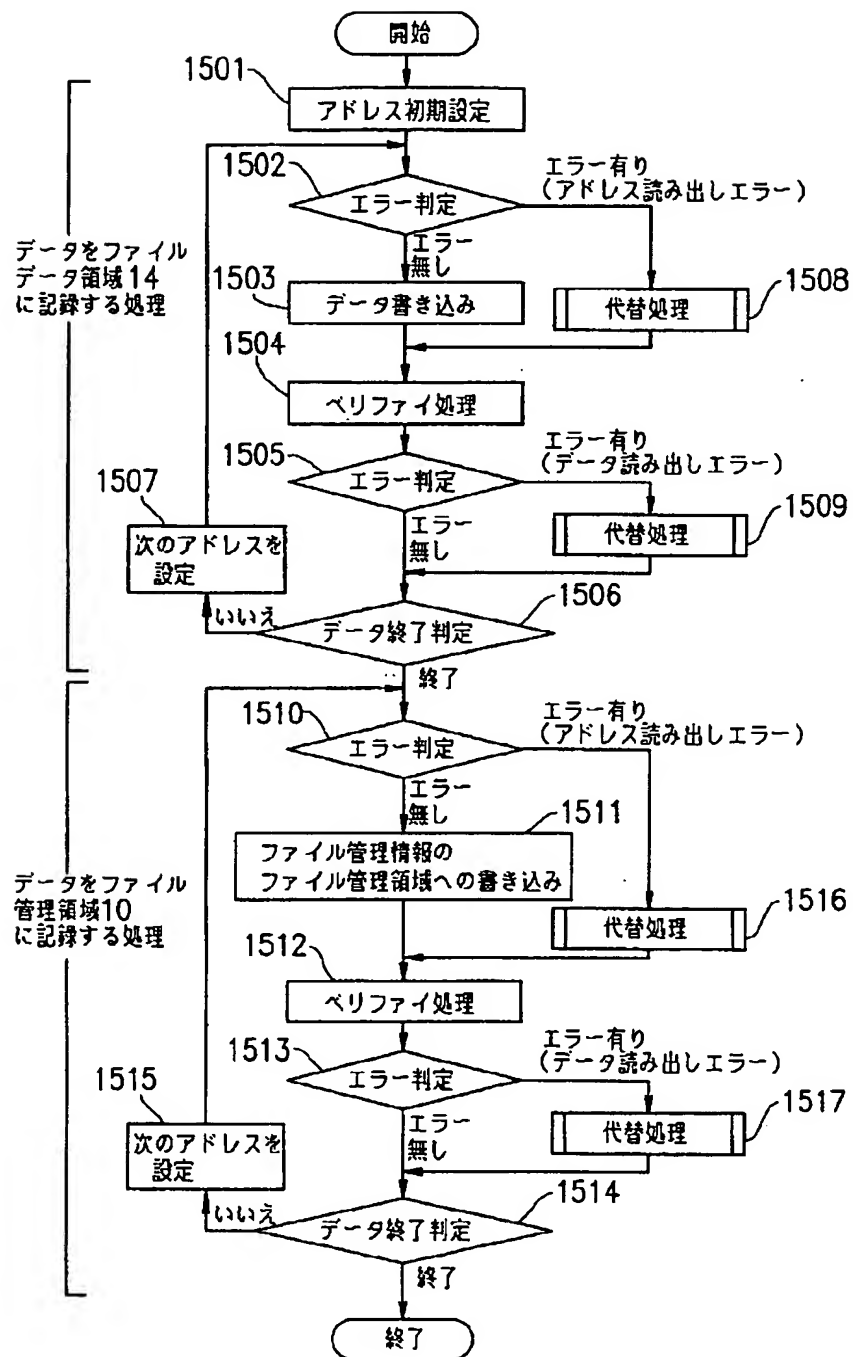 開始
1501
アドレス初期設定
1502
エラー判定
エラー有り
(アドレス読み出しエラー)
エラー
無し
データをファイル
データ領域14
に記録する処理
1503
データ書き込み
代替処理
1508
1504
ベリファイ処理
1505
エラー判定
エラー有り
(データ読み出しエラー)
エラー
無し
代替処理
1509
1507
次のアドレスを
設定
いいえ
データ終了判定
1506
終了
1510
エラー判定
エラー有り
(アドレス読み出しエラー)
エラー
無し
1511
ファイル管理情報の
ファイル管理領域への書き込み
データをファイル
管理領域10
に記録する処理
代替処理
1516
1512
ベリファイ処理
1513
エラー判定
エラー有り
(データ読み出しエラー)
エラー
無し
代替処理
1517
1515
次のアドレスを
設定
いいえ
データ終了判定
1514
終了
終了